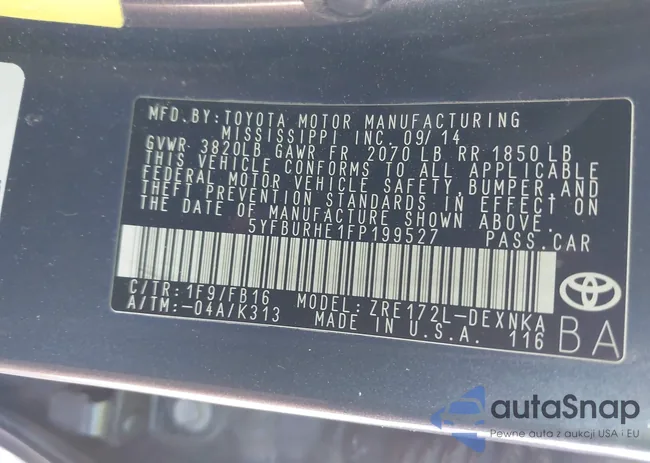 MFD. BY: TOYOTA MOTOR MANUFACTURING
MISSISSIPPI INC. 09/14
GVWR 3820LB GAWR FR 2070 LB RR 1850LB
THIS VEHICLE CONFORMS TO ALL APPLICABLE
FEDERAL MOTOR VEHICLE SAFETY, BUMPER, AND
THEFT PREVENTION STANDARDS IN EFFECT ON
THE DATE OF MANUFACTURE SHOWN ABOVE.
5YFBURHE1FP199527 PASS. CAR
C/TR: 1F9/FB16 MODEL: ZRE172L-DEXNKA
A/TM: -04A/K313 MADE IN U.S.A. 116
BA
autaSnap
Pewne auta z aukcji USA i EU